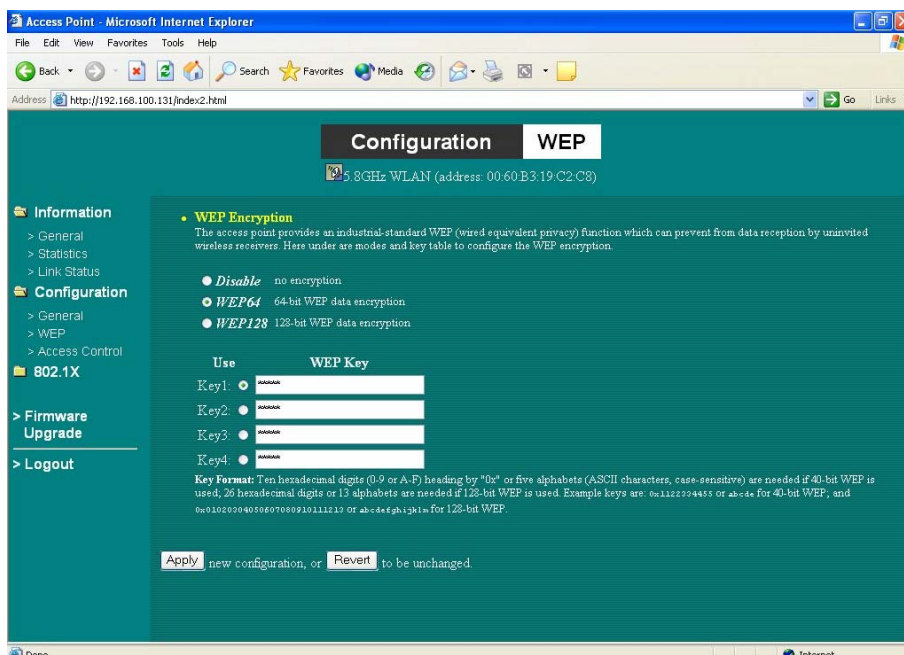 Access Point - Microsoft Internet Explorer
File Edit View Favorites Tools Help
Back Search Favorites Media
Address http://192.168.100.131/index2.html Go Links
Configuration WEP
5.8GHz WLAN (address: 00:60:B3:19:C2:C8)
Information
> General
> Statistics
> Link Status
Configuration
> General
> WEP
> Access Control
802.1X
> Firmware
Upgrade
> Logout
• WEP Encryption
The access point provides an industrial-standard WEP (wired equivalent privacy) function which can prevent from data reception by uninvited
wireless receivers. Here under are modes and key table to configure the WEP encryption.
Disable no encryption
WEP64 64-bit WEP data encryption
WEP128 128-bit WEP data encryption
Use WEP Key
Key1: *****
Key2: *****
Key3: *****
Key4: *****
Key Format: Ten hexadecimal digits (0-9 or A-F) heading by "0x" or five alphabets (ASCII characters, case-sensitive) are needed if 40-bit WEP is
used; 26 hexadecimal digits or 13 alphabets are needed if 128-bit WEP is used. Example keys are: 0x1122334455 or abcde for 40-bit WEP; and
0x01020304050607080910111213 or abcdefghijklm for 128-bit WEP.
Apply new configuration, or Revert to be unchanged.
Done Internet